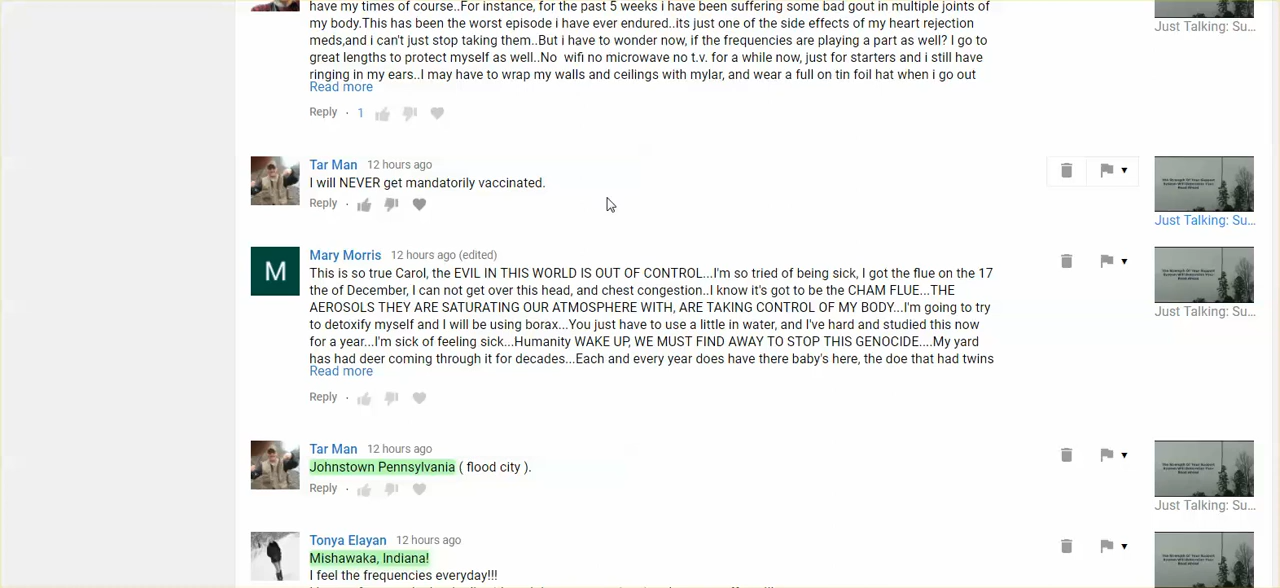 have my times of course..For instance, for the past 5 weeks i have been suffering some bad gout in multiple joints of
my body.This has been the worst episode i have ever endured..its just one of the side effects of my heart rejection
meds,and i can't just stop taking them..But i have to wonder now, if the frequencies are playing a part as well? I go to
great lengths to protect myself as well..No wifi no microwave no t.v. for a while now, just for starters and i still have
ringing in my ears..I may have to wrap my walls and ceilings with mylar, and wear a full on tin foil hat when i go out
Read more
Reply · 1
Just Talking: Su...
Tar Man 12 hours ago
I will NEVER get mandatorily vaccinated.
Reply ·
Just Talking: Su...
Mary Morris 12 hours ago (edited)
M
This is so true Carol, the EVIL IN THIS WORLD IS OUT OF CONTROL...I'm so tried of being sick, I got the flue on the 17
the of December, I can not get over this head, and chest congestion..I know it's got to be the CHAM FLUE...THE
AEROSOLS THEY ARE SATURATING OUR ATMOSPHERE WITH, ARE TAKING CONTROL OF MY BODY...I'm going to try
to detoxify myself and I will be using borax...You just have to use a little in water, and I've hard and studied this now
for a year...I'm sick of feeling sick...Humanity WAKE UP, WE MUST FIND AWAY TO STOP THIS GENOCIDE....My yard
has had deer coming through it for decades...Each and every year does have there baby's here, the doe that had twins
Read more
Reply ·
Just Talking: Su...
Tar Man 12 hours ago
Johnstown Pennsylvania ( flood city ).
Reply ·
Just Talking: Su...
Tonya Elayan 12 hours ago
Mishawaka, Indiana!
I feel the frequencies everyday!!!